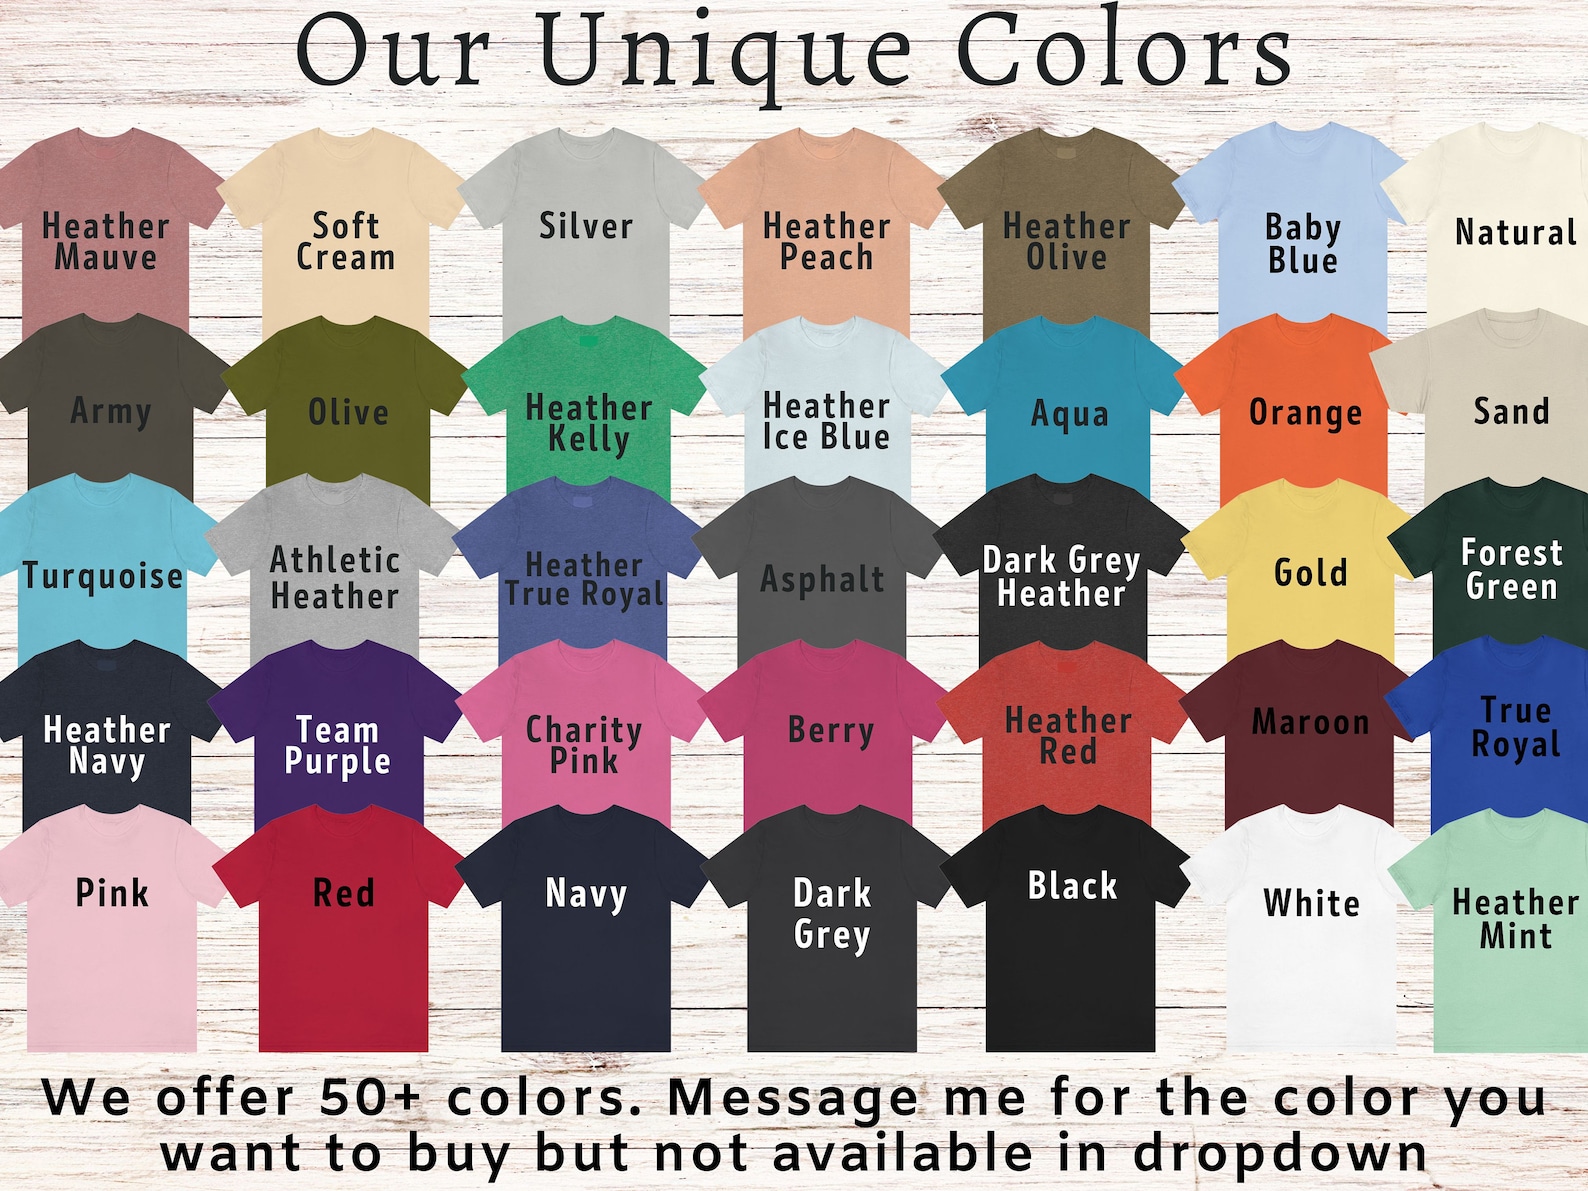 Our Unique Colors
Heather
Mauve
Soft
Cream
Silver
Heather
Peach
Heather
Olive
Baby
Blue
Natural
Army
Olive
Heather
Kelly
Heather
Ice Blue
Aqua
Orange
Sand
Turquoise
Athletic
Heather
Heather
True Royal
Asphalt
Dark Grey
Heather
Gold
Forest
Green
Heather
Navy
Team
Purple
Charity
Pink
Berry
Heather
Red
Maroon
True
Royal
Pink
Red
Navy
Dark
Grey
Black
White
Heather
Mint
We offer 50+ colors. Message me for the color you
want to buy but not available in dropdown